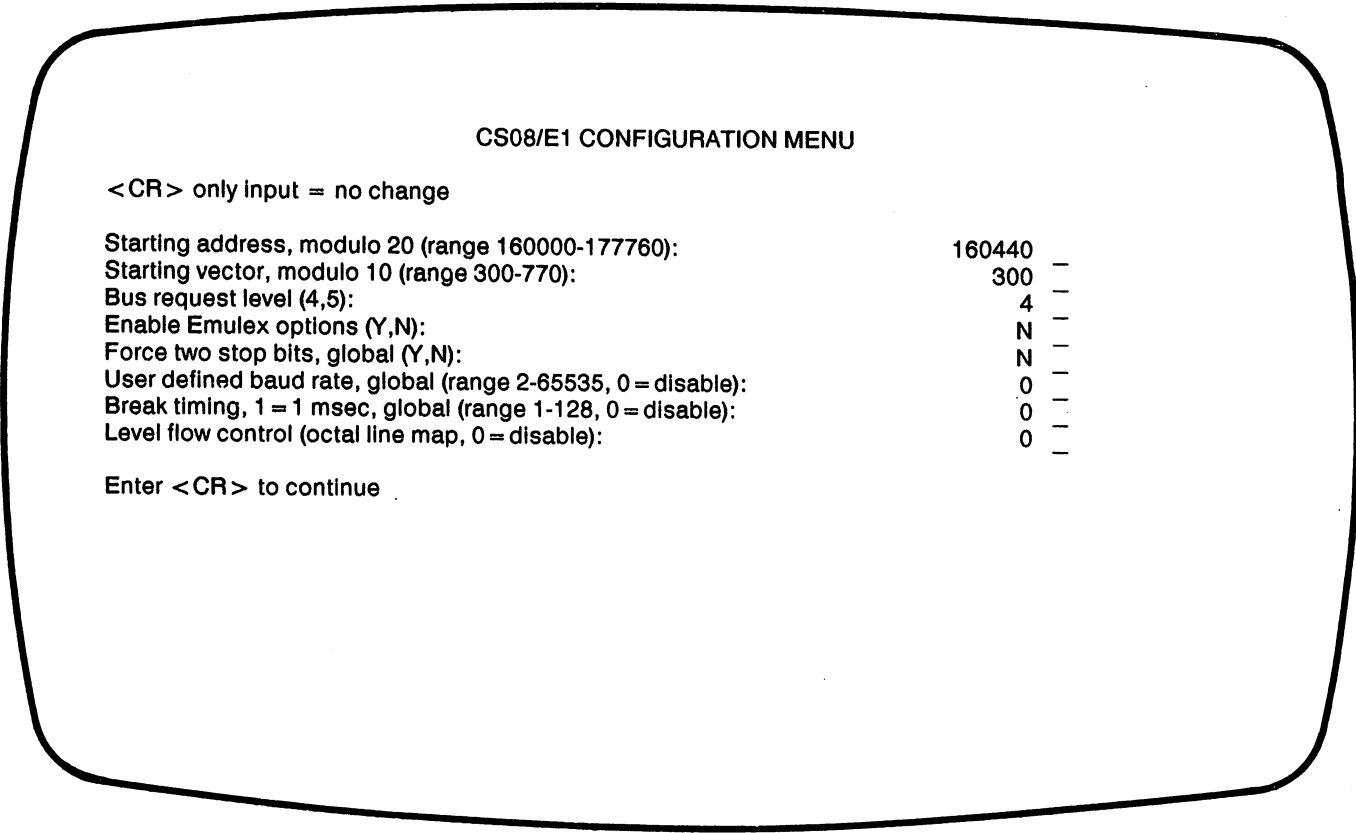 CS08/E1 CONFIGURATION MENU
<CR> only input = no change
Starting address, modulo 20 (range 160000-177760): 160440 _
Starting vector, modulo 10 (range 300-770): 300 _
Bus request level (4,5): 4 _
Enable Emulex options (Y,N): N _
Force two stop bits, global (Y,N): N _
User defined baud rate, global (range 2-65535, 0=disable): 0 _
Break timing, 1=1 msec, global (range 1-128, 0=disable): 0 _
Level flow control (octal line map, 0=disable): 0 _
Enter <CR> to continue